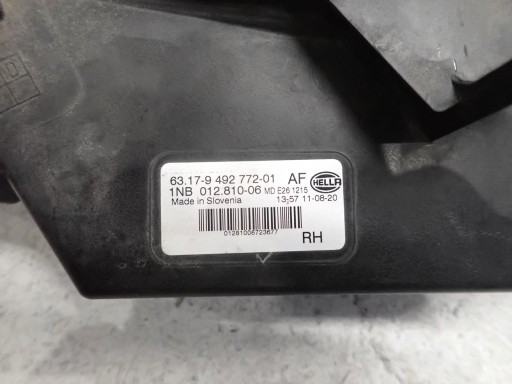 63.17-9 492 772-01 AF
1NB 012.810-06 MD E26 1215
HELLA
Made in Slovenia
13:57 11-08-20
01281006723677
RH